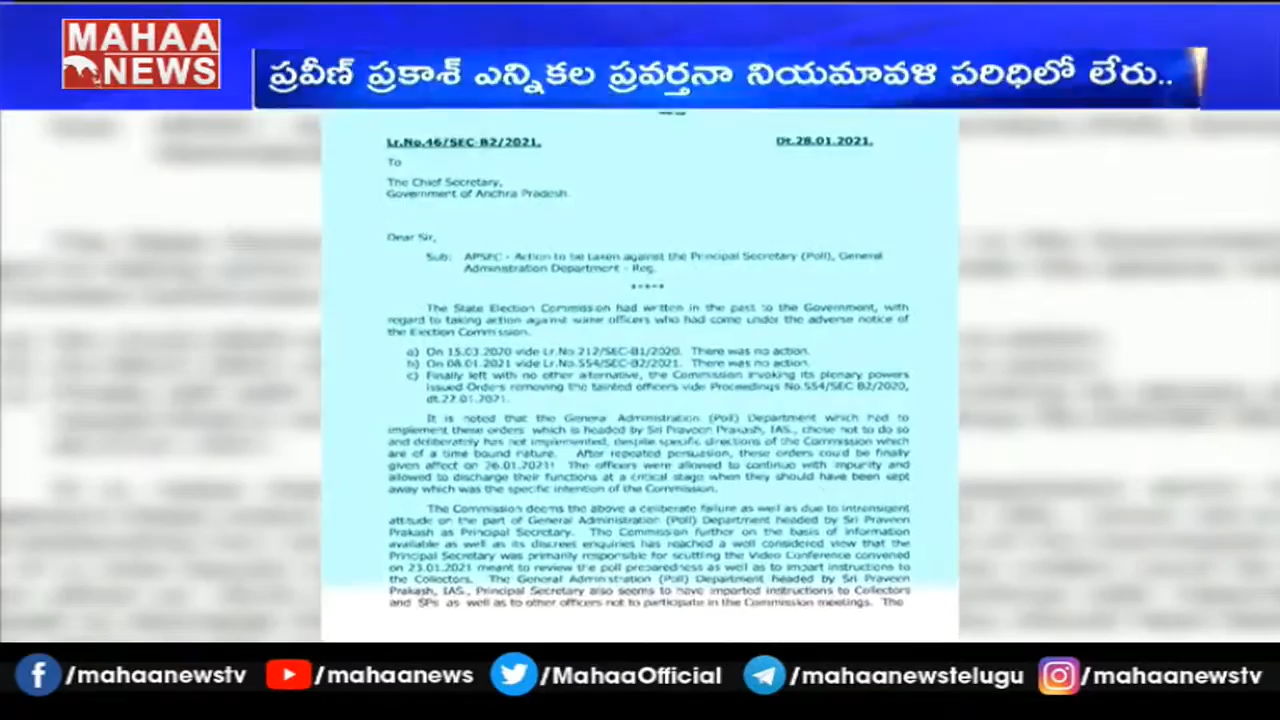 MAHAA
NEWS
ప్రవీణ్ ప్రకాశ్ ఎన్నికల ప్రవర్తనా నియమావళి పరిధిలో లేరు..
Lr.No.46/SEC-B2/2021.
Dt.28.01.2021.
To
The Chief Secretary,
Government of Andhra Pradesh.
Dear Sir,
Sub: APSEC - Action to be taken against the Principal Secretary (Poll), General
Administration Department - Reg.
*****
The State Election Commission had written in the past to the Government, with
regard to taking action against some officers who had come under the adverse notice of
the Election Commission.
a) On 15.03.2020 vide Lr.No.212/SEC-B1/2020. There was no action.
b) On 08.01.2021 vide Lr.No.554/SEC-B2/2021. There was no action.
c) Finally left with no other alternative, the Commission invoking its plenary powers
issued Orders removing the tainted officers vide Proceedings No.554/SEC B2/2020,
dt.22.01.2021.
It is noted that the General Administration (Poll) Department which had to
implement these orders which is headed by Sri Praveen Prakash, IAS., chose not to do so
and deliberately has not implemented, despite specific directions of the Commission which
are of a time bound nature. After repeated persuasion, these orders could be finally
given affect on 26.01.2021! The officers were allowed to continue with impurity and
allowed to discharge their functions at a critical stage when they should have been kept
away which was the specific intention of the Commission.
The Commission deems the above a deliberate failure as well as due to intransigent
attitude on the part of General Administration (Poll) Department headed by Sri Praveen
Prakash as Principal Secretary. The Commission further on the basis of information
available as well as its discreet enquiries has reached a well considered view that the
Principal Secretary was primarily responsible for scuttling the Video Conference convened
on 23.01.2021 meant to review the poll preparedness as well as to impart instructions to
the Collectors. The General Administration (Poll) Department headed by Sri Praveen
Prakash, IAS., Principal Secretary also seems to have imparted instructions to Collectors
and SPs as well as to other officers not to participate in the Commission meetings. The
/mahaanewstv
/mahaanews
/MahaaOfficial
/mahaanewstelugu
/mahaanewstv